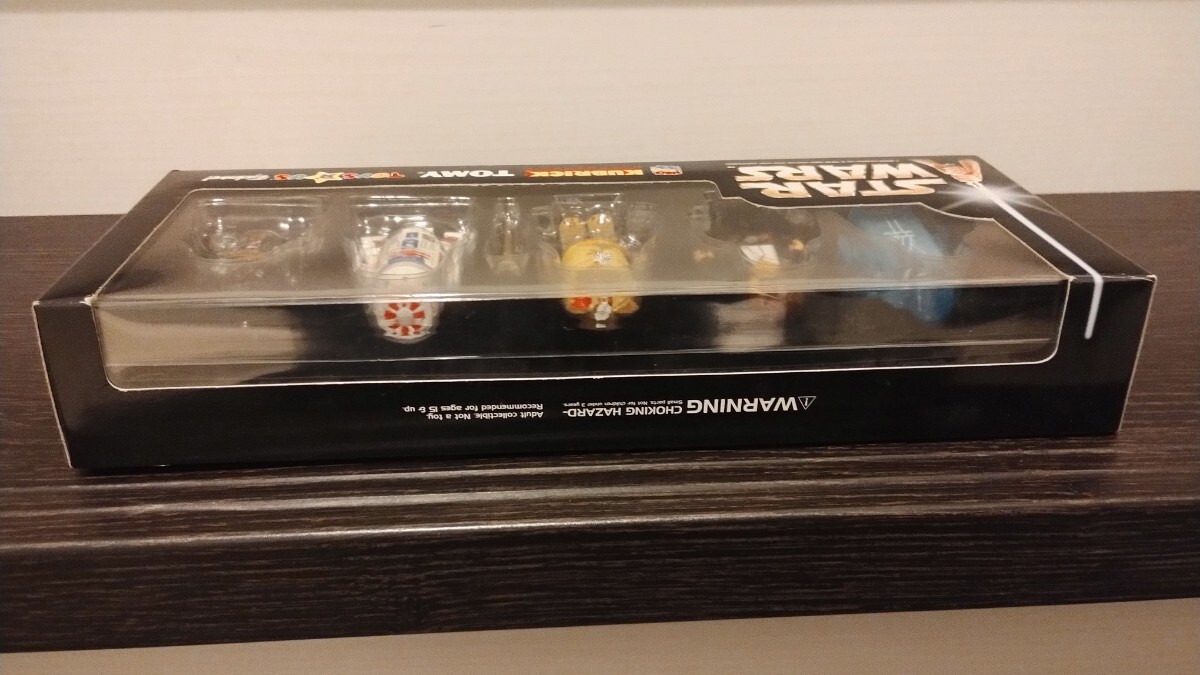 STAR
WARS
KUBRICK TOMY. TOYSRUS
⚠WARNING CHOKING HAZARD-
Small parts. Not for children under 3 years.
Adult collectible. Not a toy.
Recommended for ages 15 & up.